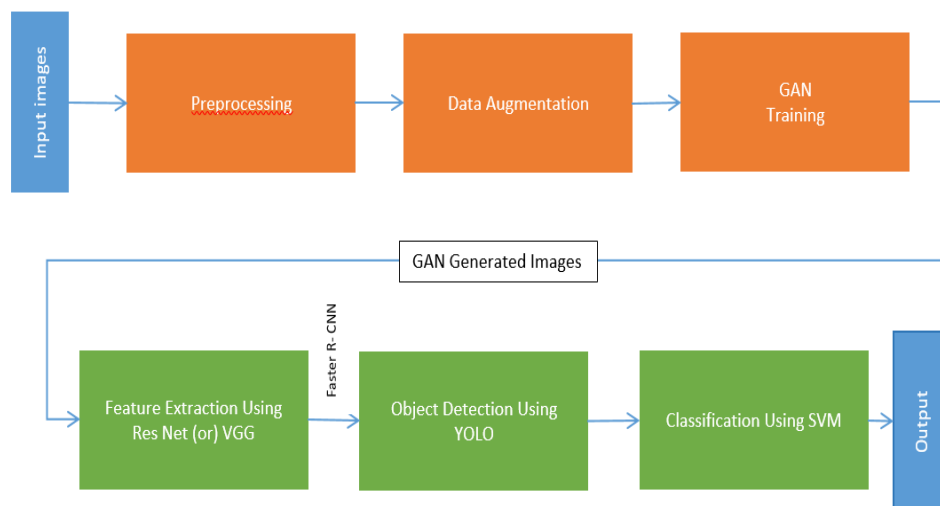 Input images
Preprocessing
Data Augmentation
GAN
Training
GAN Generated Images
Feature Extraction Using
Res Net (or) VGG
Faster R- CNN
Object Detection Using
YOLO
Classification Using SVM
Output